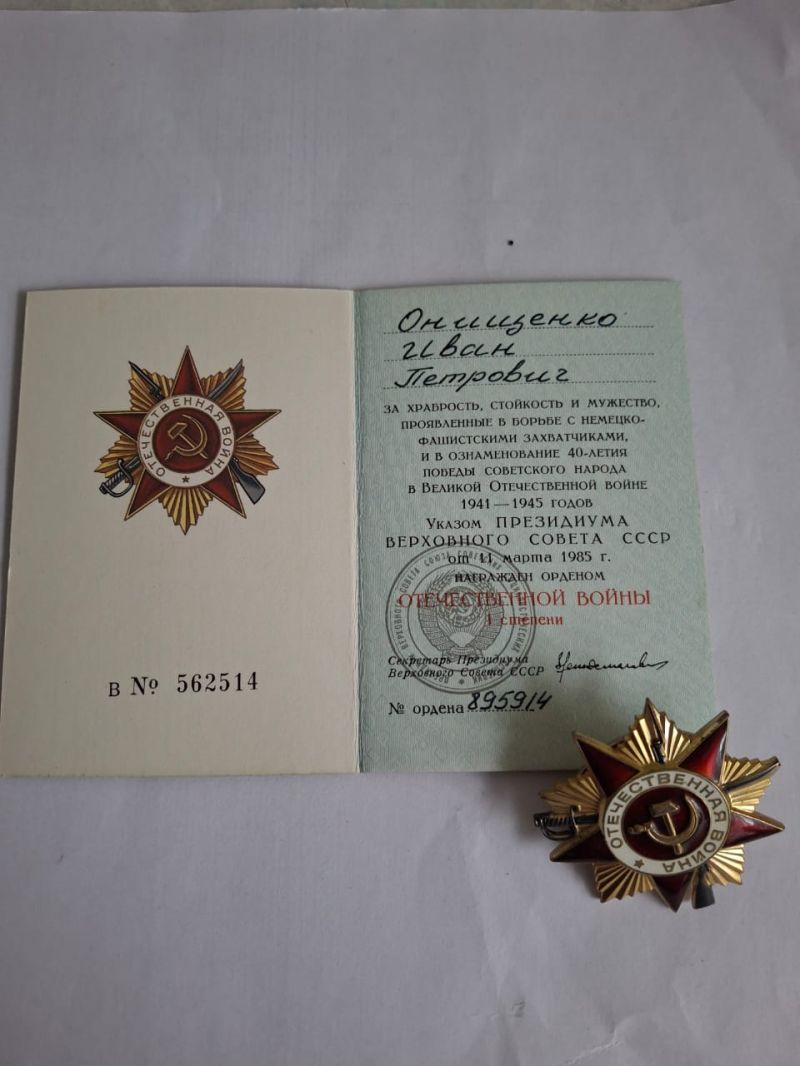 ОТЕЧЕСТВЕННАЯ ВОЙНА
В № 562514
Онищенко
Иван
Петрович
ЗА ХРАБРОСТЬ, СТОЙКОСТЬ И МУЖЕСТВО,
ПРОЯВЛЕННЫЕ В БОРЬБЕ С НЕМЕЦКО-
ФАШИСТСКИМИ ЗАХВАТЧИКАМИ,
И В ОЗНАМЕНОВАНИЕ 40-ЛЕТИЯ
ПОБЕДЫ СОВЕТСКОГО НАРОДА
В ВЕЛИКОЙ ОТЕЧЕСТВЕННОЙ ВОЙНЕ
1941—1945 ГОДОВ
УКАЗОМ ПРЕЗИДИУМА
ВЕРХОВНОГО СОВЕТА СССР
от 11 марта 1985 г.
НАГРАЖДЕН ОРДЕНОМ
ОТЕЧЕСТВЕННОЙ ВОЙНЫ
I степени
Секретарь Президиума
Верховного Совета СССР
№ ордена 895914
ОТЕЧЕСТВЕННАЯ ВОЙНА